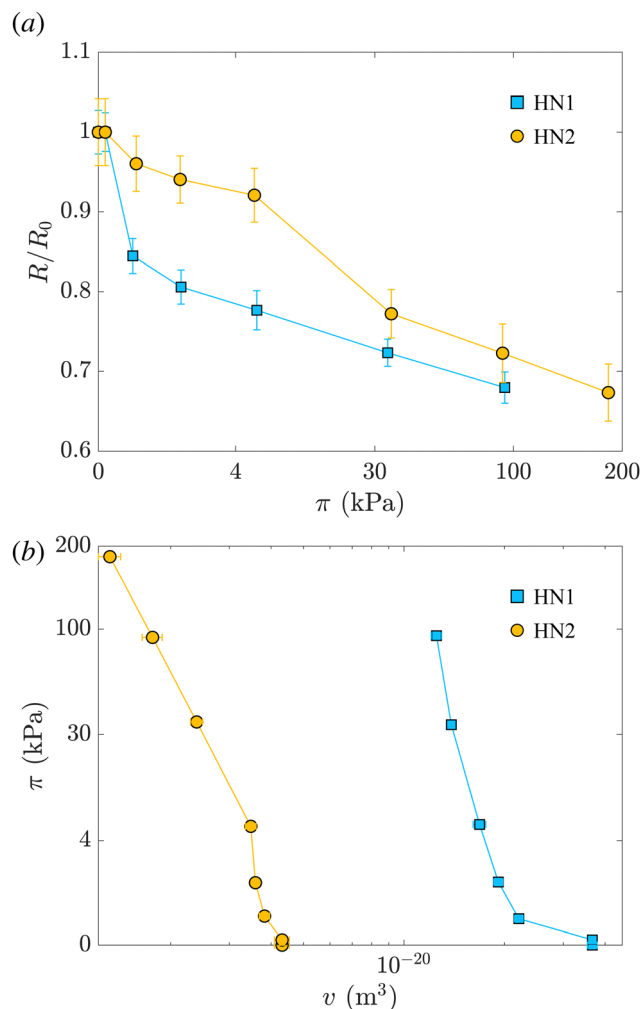 (a)
1.1
1
0.9
0.8
0.7
0.6
R/R₀
HN1
HN2
0 4 30 100 200
π (kPa)
(b)
200
100
30
4
0
π (kPa)
HN1
HN2
10⁻²⁰
v (m³)